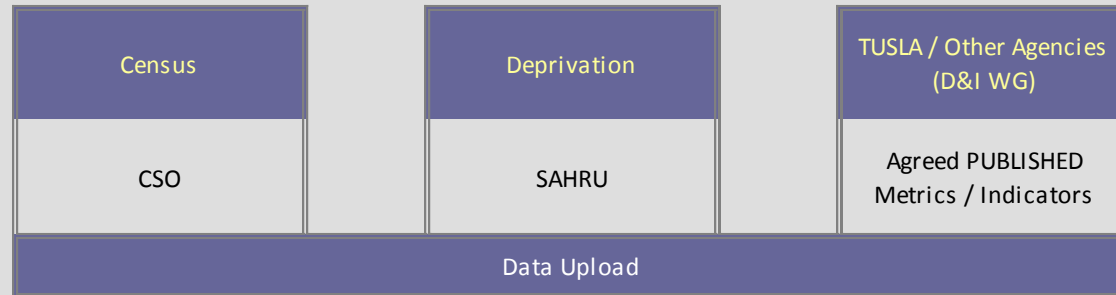 Census
Deprivation
TUSLA / Other Agencies
(D&I WG)
CSO
SAHRU
Agreed PUBLISHED
Metrics / Indicators
Data Upload